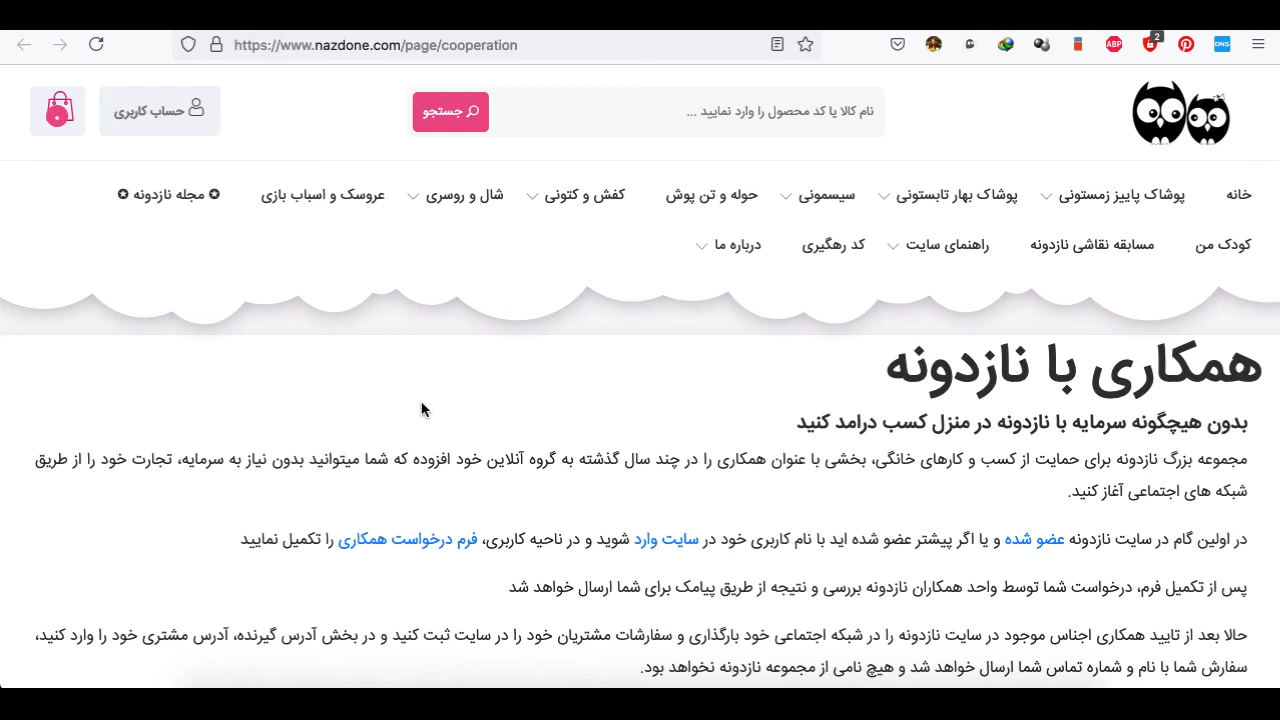 https://www.nazdone.com/page/cooperation
ABP
2
DNS
نام کالا یا کد محصول را وارد نمایید ...
جستجو
حساب کاربری
خانه
پوشاک پاییز زمستونی
پوشاک بهار تابستونی
سیسمونی
حوله و تن پوش
کفش و کتونی
شال و روسری
عروسک و اسباب بازی
✪ مجله نازدونه ✪
کودک من
مسابقه نقاشی نازدونه
راهنمای سایت
کد رهگیری
درباره ما
همکاری با نازدونه
بدون هیچگونه سرمایه با نازدونه در منزل کسب درامد کنید
مجموعه بزرگ نازدونه برای حمایت از کسب و کارهای خانگی، بخشی با عنوان همکاری را در چند سال گذشته به گروه آنلاین خود افزوده که شما میتوانید بدون نیاز به سرمایه، تجارت خود را از طریق
شبکه های اجتماعی آغاز کنید.
در اولین گام در سایت نازدونه عضو شده و یا اگر پیشتر عضو شده اید با نام کاربری خود در سایت وارد شوید و در ناحیه کاربری، فرم درخواست همکاری را تکمیل نمایید
پس از تکمیل فرم، درخواست شما توسط واحد همکاران نازدونه بررسی و نتیجه از طریق پیامک برای شما ارسال خواهد شد
حالا بعد از تایید همکاری اجناس موجود در سایت نازدونه را در شبکه اجتماعی خود بارگذاری و سفارشات مشتریان خود را در سایت ثبت کنید و در بخش آدرس گیرنده، آدرس مشتری خود را وارد کنید،
سفارش شما با نام و شماره تماس شما ارسال خواهد شد و هیچ نامی از مجموعه نازدونه نخواهد بود.